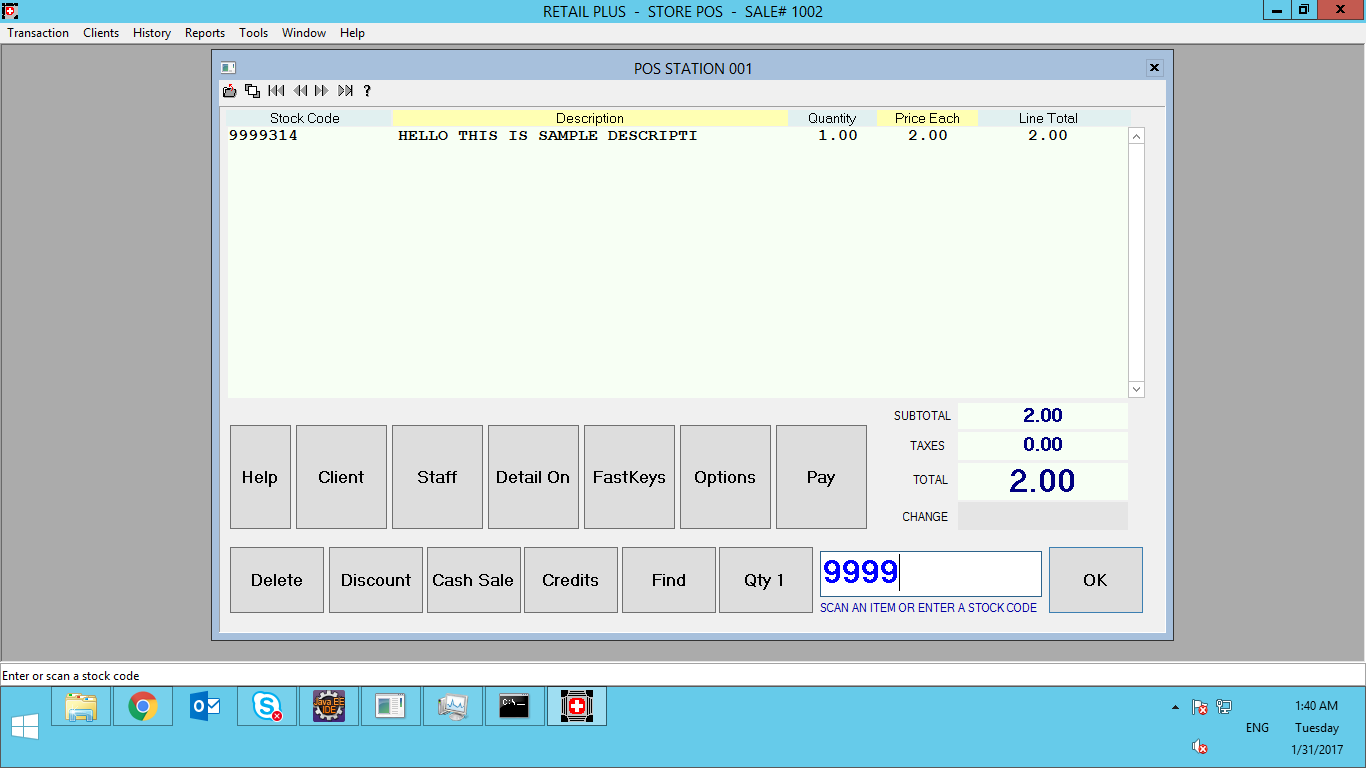 RETAIL PLUS - STORE POS - SALE# 1002
Transaction Clients History Reports Tools Window Help
POS STATION 001
?
Stock Code Description Quantity Price Each Line Total
9999314 HELLO THIS IS SAMPLE DESCRIPTI 1.00 2.00 2.00
SUBTOTAL 2.00
TAXES 0.00
TOTAL 2.00
CHANGE
Help Client Staff Detail On FastKeys Options Pay
Delete Discount Cash Sale Credits Find Qty 1 9999 OK
SCAN AN ITEM OR ENTER A STOCK CODE
Enter or scan a stock code
Java EE
IDE
C:\
1:40 AM
ENG Tuesday
1/31/2017